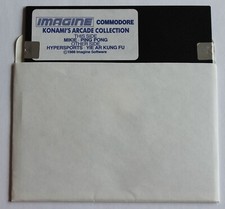 IMAGINE COMMODORE
KONAMI'S ARCADE COLLECTION
THIS SIDE
MIKIE · PING PONG
OTHER SIDE
HYPERSPORTS · YIE AR KUNG FU
©1988 Imagine Software